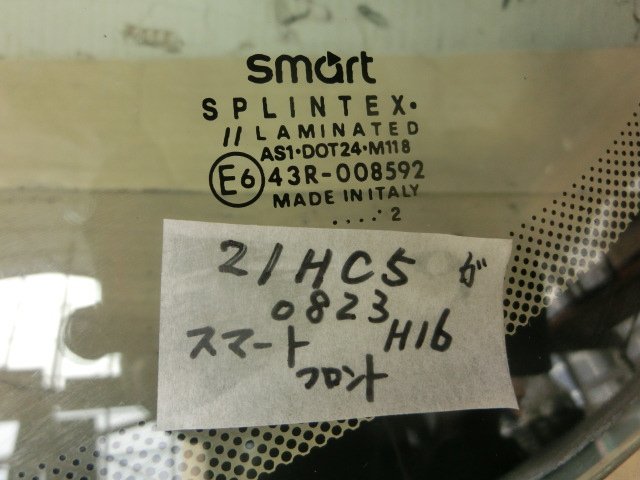 smart
SPLINTEX•
// LAMINATED
AS1•DOT24•M118
E6 43R-008592
MADE IN ITALY
....• 2
21HC5 ガ
0823
スマート H16
フロント